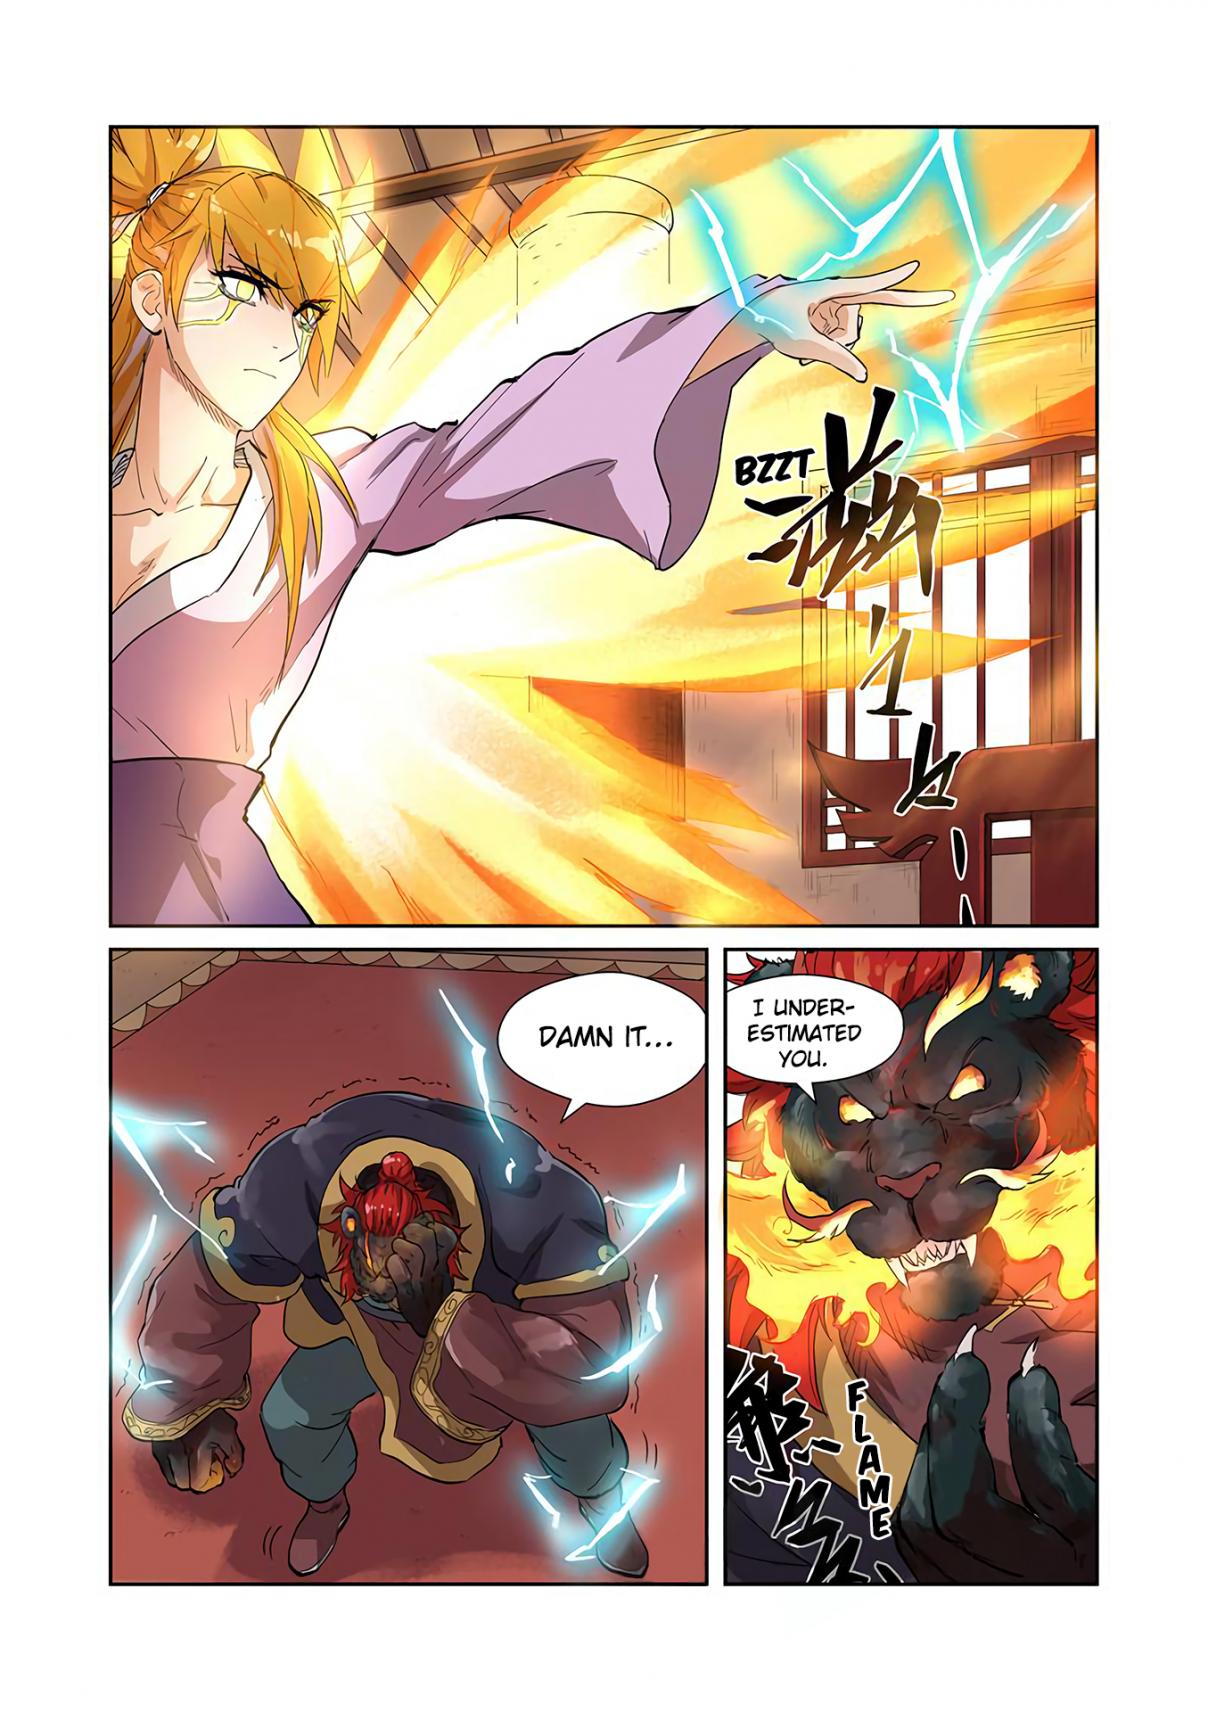 BZZT
DAMN IT...
I UNDER-
ESTIMATED
YOU.
FLAME